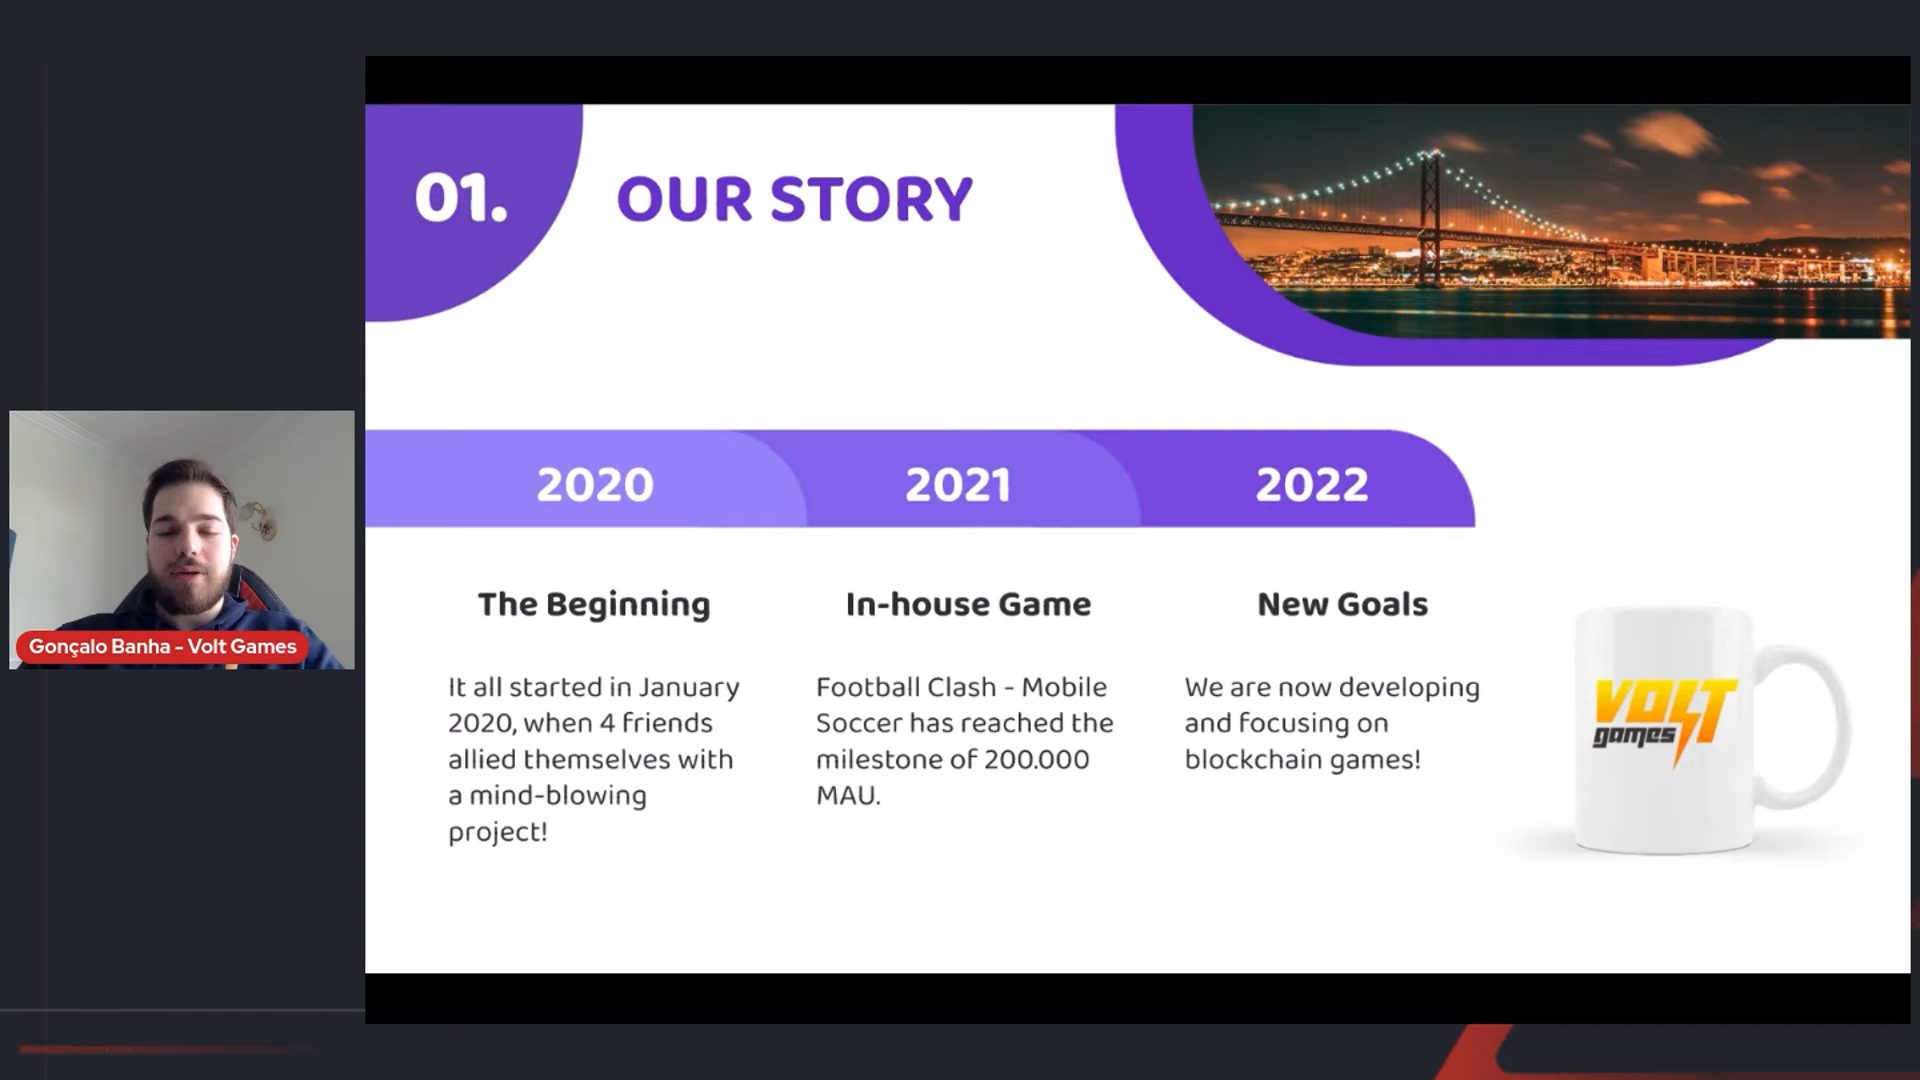 01. OUR STORY
2020 2021 2022
The Beginning
It all started in January
2020, when 4 friends
allied themselves with
a mind-blowing
project!
In-house Game
Football Clash - Mobile
Soccer has reached the
milestone of 200.000
MAU.
New Goals
We are now developing
and focusing on
blockchain games!
VOLT
games
Gonçalo Banha - Volt Games